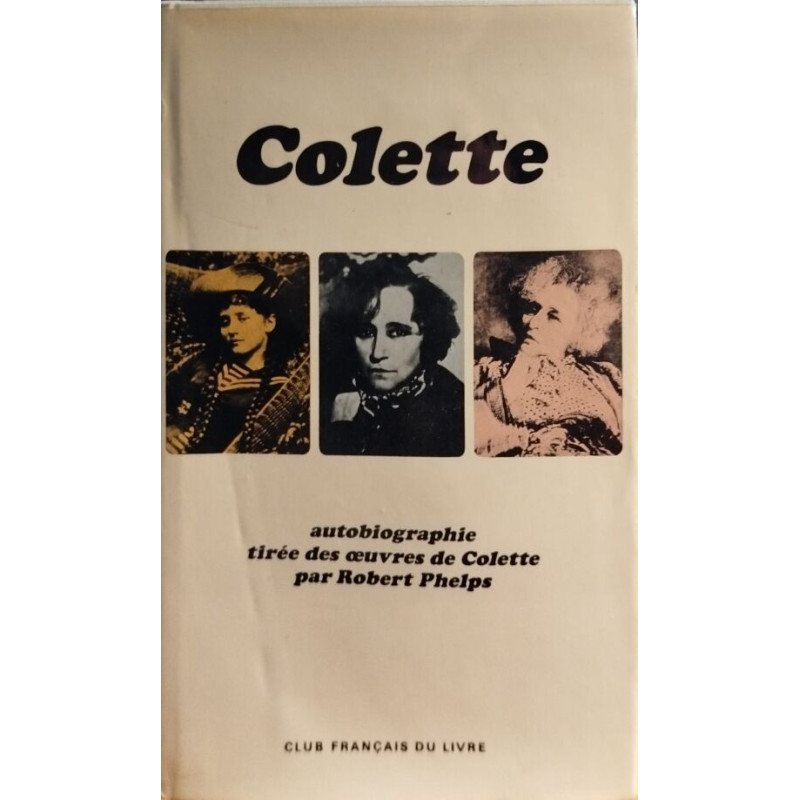 Colette
autobiographie
tirée des œuvres de Colette
par Robert Phelps
CLUB FRANÇAIS DU LIVRE